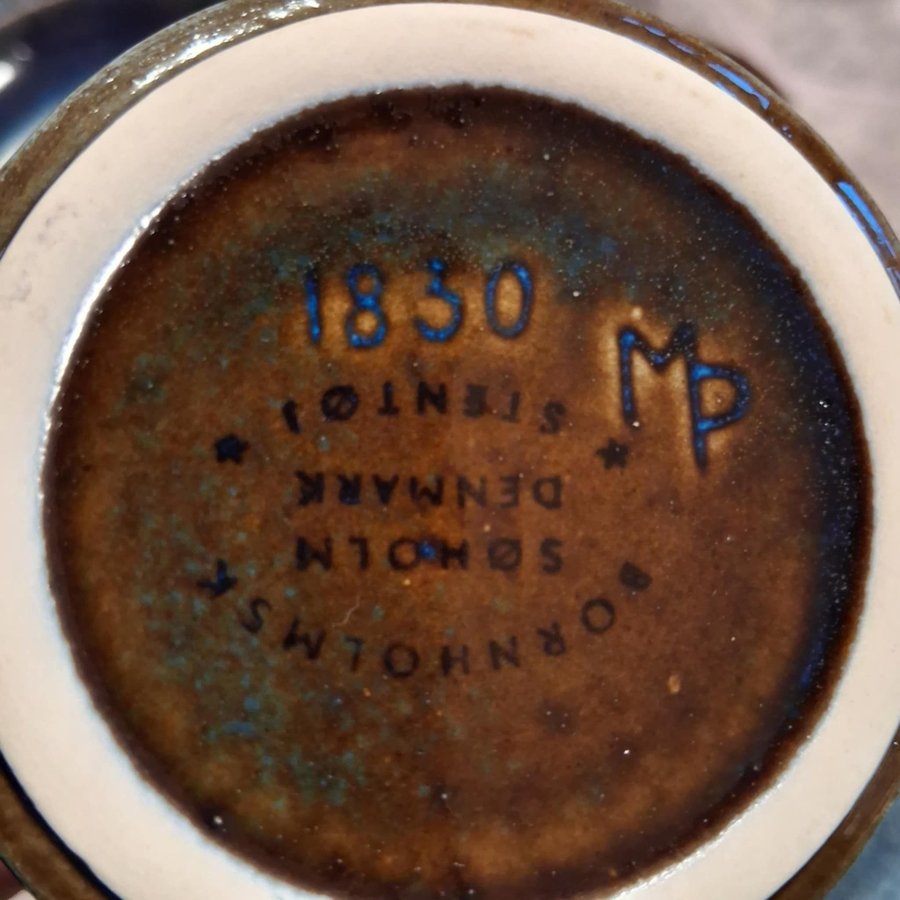 1830
MP
BORNHOLMS
SØHOLM
DENMARK
STENTØJ